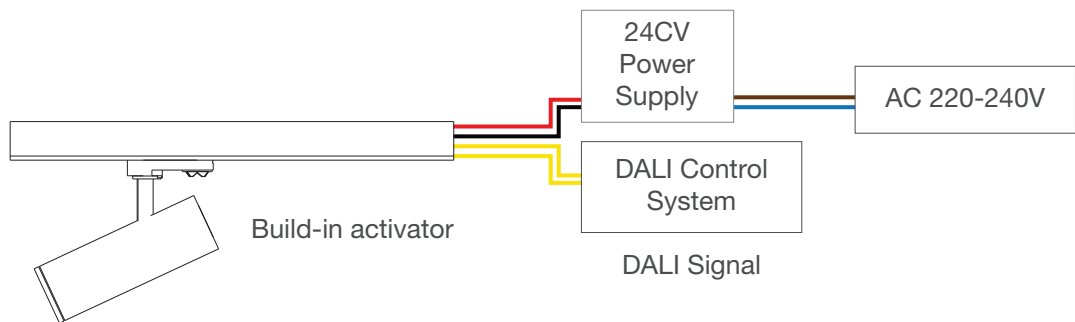 24CV
Power
Supply
AC 220-240V
DALI Control
System
Build-in activator
DALI Signal